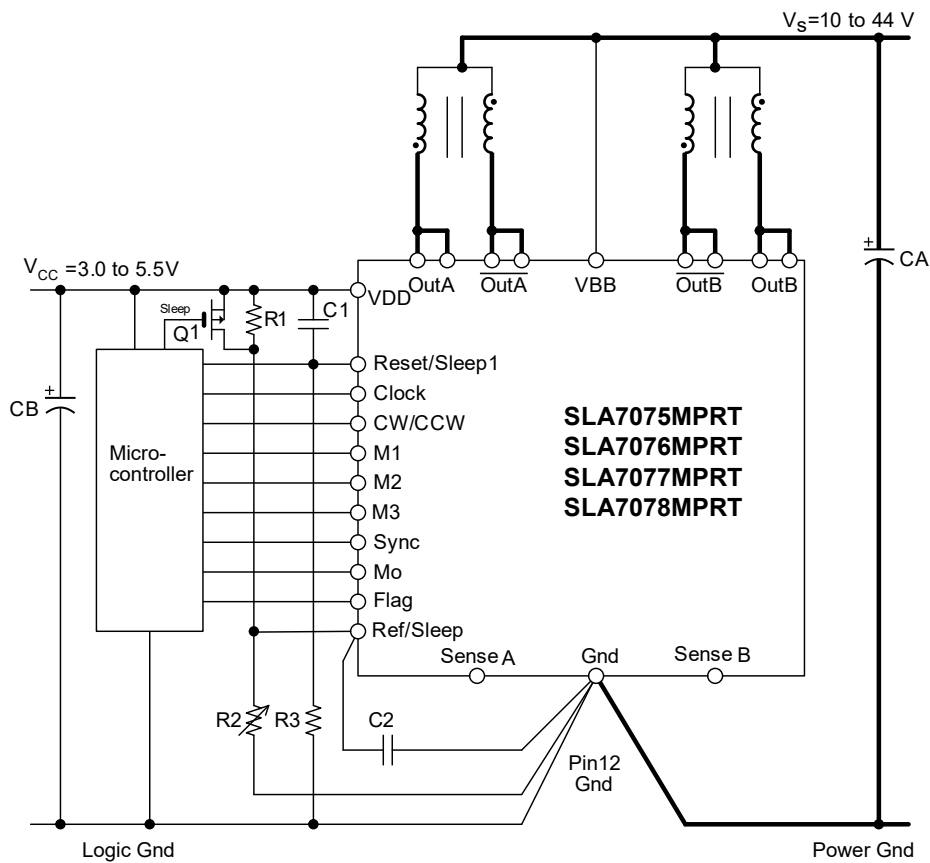 VS=10 to 44 V
CA
VCC =3.0 to 5.5V
OutA
OutA
VBB
OutB
OutB
VDD
Sleep
Q1
R1
C1
CB
Reset/Sleep1
Clock
CW/CCW
M1
M2
M3
Sync
Mo
Flag
Ref/Sleep
Micro-
controller
SLA7075MPRT
SLA7076MPRT
SLA7077MPRT
SLA7078MPRT
Sense A
Gnd
Sense B
R2
R3
C2
Pin12
Gnd
Logic Gnd
Power Gnd